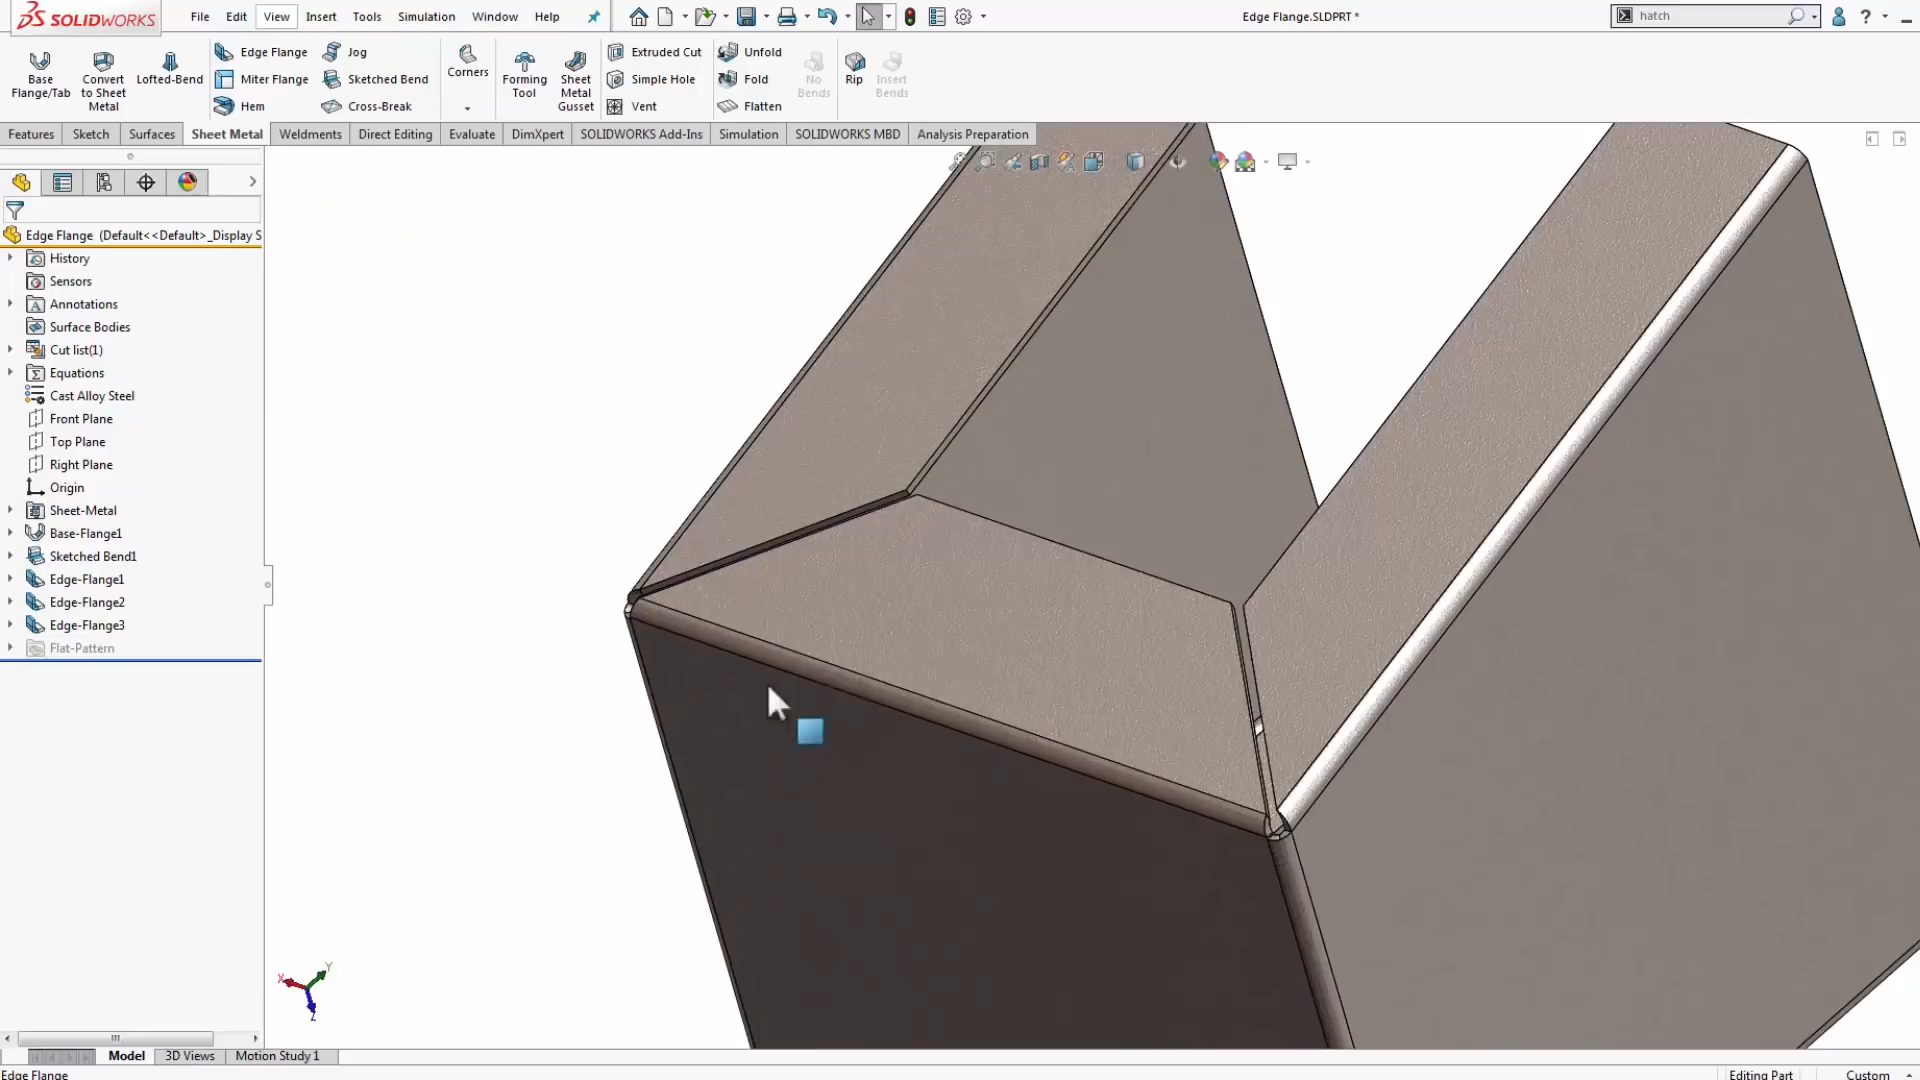 SOLIDWORKS File Edit View Insert Tools Simulation Window Help Edge Flange.SLDPRT * hatch ?
Base Flange/Tab
Convert to Sheet Metal
Lofted-Bend
Edge Flange
Miter Flange
Hem
Jog
Sketched Bend
Cross-Break
Corners
Forming Tool
Sheet Metal Gusset
Extruded Cut
Simple Hole
Vent
Unfold
Fold
Flatten
No Bends
Rip
Insert Bends
Features Sketch Surfaces Sheet Metal Weldments Direct Editing Evaluate DimXpert SOLIDWORKS Add-Ins Simulation SOLIDWORKS MBD Analysis Preparation
Edge Flange (Default<<Default>_Display S
History
Sensors
Annotations
Surface Bodies
Cut list(1)
Equations
Cast Alloy Steel
Front Plane
Top Plane
Right Plane
Origin
Sheet-Metal
Base-Flange1
Sketched Bend1
Edge-Flange1
Edge-Flange2
Edge-Flange3
Flat-Pattern
X Y Z
Model 3D Views Motion Study 1
Edge Flange Editing Part Custom